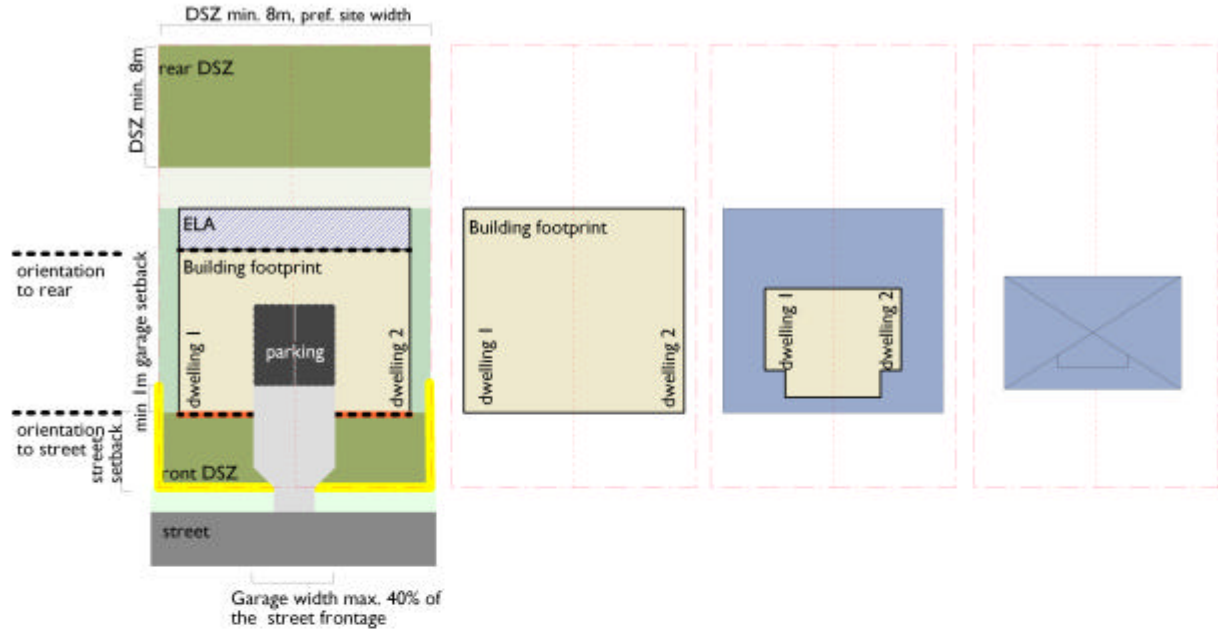 DSZ min. 8m, pref. site width
DSZ min. 8m
rear DSZ
ELA
Building footprint
dwelling 1
dwelling 2
parking
orientation
to rear
min 1m garage setback
orientation
to street
street
setback
ront DSZ
street
Garage width max. 40% of
the street frontage
Building footprint
dwelling 1
dwelling 2
dwelling 1
dwelling 2